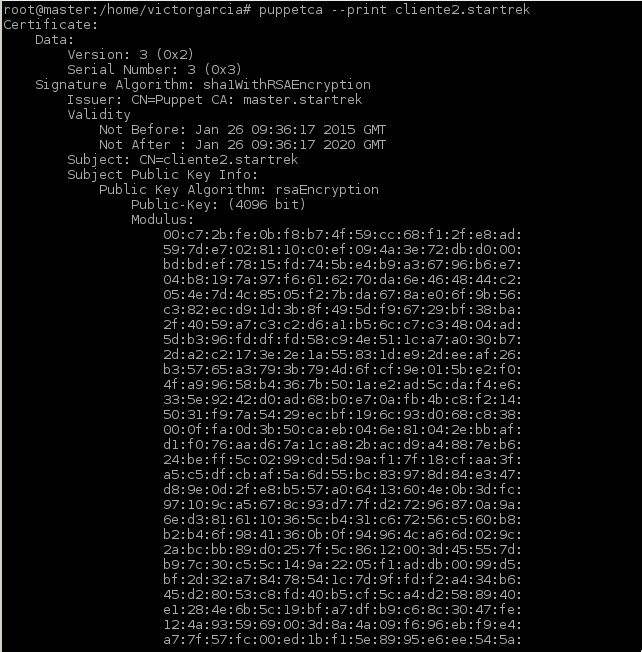 root@master:/home/victorgarcia# puppetca --print cliente2.startrek
Certificate:
    Data:
        Version: 3 (0x2)
        Serial Number: 3 (0x3)
    Signature Algorithm: sha1WithRSAEncryption
        Issuer: CN=Puppet CA: master.startrek
        Validity
            Not Before: Jan 26 09:36:17 2015 GMT
            Not After : Jan 26 09:36:17 2020 GMT
        Subject: CN=cliente2.startrek
        Subject Public Key Info:
            Public Key Algorithm: rsaEncryption
                Public-Key: (4096 bit)
                Modulus:
                    00:c7:2b:fe:0b:f8:b7:4f:59:cc:68:f1:2f:e8:ad:
                    59:7d:e7:02:81:10:c0:ef:09:4a:3e:72:db:d0:00:
                    bd:bd:ef:78:15:fd:74:5b:e4:b9:a3:67:96:b6:e7:
                    04:b8:19:7a:97:f6:61:62:70:da:6e:46:48:44:c2:
                    05:4e:7d:4c:85:05:f2:7b:da:67:8a:e0:6f:9b:56:
                    c3:82:ec:d9:1d:3b:8f:49:5d:f9:67:29:bf:38:ba:
                    2f:40:59:a7:c3:c2:d6:a1:b5:6c:c7:c3:48:04:ad:
                    5d:b3:96:fd:df:fd:58:c9:4e:51:1c:a7:a0:30:b7:
                    2d:a2:c2:17:3e:2e:1a:55:83:1d:e9:2d:ee:af:26:
                    b3:57:65:a3:79:3b:79:4d:6f:cf:9e:01:5b:e2:f0:
                    4f:a9:96:58:b4:36:7b:50:1a:e2:ad:5c:da:f4:e6:
                    33:5e:92:42:d0:ad:68:b0:e7:0a:fb:4b:c8:f2:14:
                    50:31:f9:7a:54:29:ec:bf:19:6c:93:d0:68:c8:38:
                    00:0f:fa:0d:3b:50:ca:eb:04:6e:81:04:2e:bb:af:
                    d1:f0:76:aa:d6:7a:1c:a8:2b:ac:d9:a4:88:7e:b6:
                    24:be:ff:5c:02:99:cd:5d:9a:f1:7f:18:cf:aa:3f:
                    a5:c5:df:cb:af:5a:6d:55:bc:83:97:8d:84:e3:47:
                    d8:9e:0d:2f:e8:b5:57:a0:64:13:60:4e:0b:3d:fc:
                    97:10:9c:a5:67:8c:93:d7:7f:d2:72:96:87:0a:9a:
                    6e:d3:81:61:10:36:5c:b4:31:c6:72:56:c5:60:b8:
                    b2:b4:6f:98:41:36:0b:0f:94:96:4c:a6:6d:02:9c:
                    2a:bc:bb:89:d0:25:7f:5c:86:12:00:3d:45:55:7d:
                    b9:7c:30:c5:5c:14:9a:22:05:f1:ad:db:00:99:d5:
                    bf:2d:32:a7:84:78:54:1c:7d:9f:fd:f2:a4:34:b6:
                    45:d2:80:53:c8:fd:40:b5:cf:5c:a4:d2:58:89:40:
                    e1:28:4e:6b:5c:19:bf:a7:df:b9:c6:8c:30:47:fe:
                    12:4a:93:59:69:00:3d:8a:4a:09:f6:96:eb:f9:e4:
                    a7:7f:57:fc:00:ed:1b:f1:5e:89:95:e6:ee:54:5a: